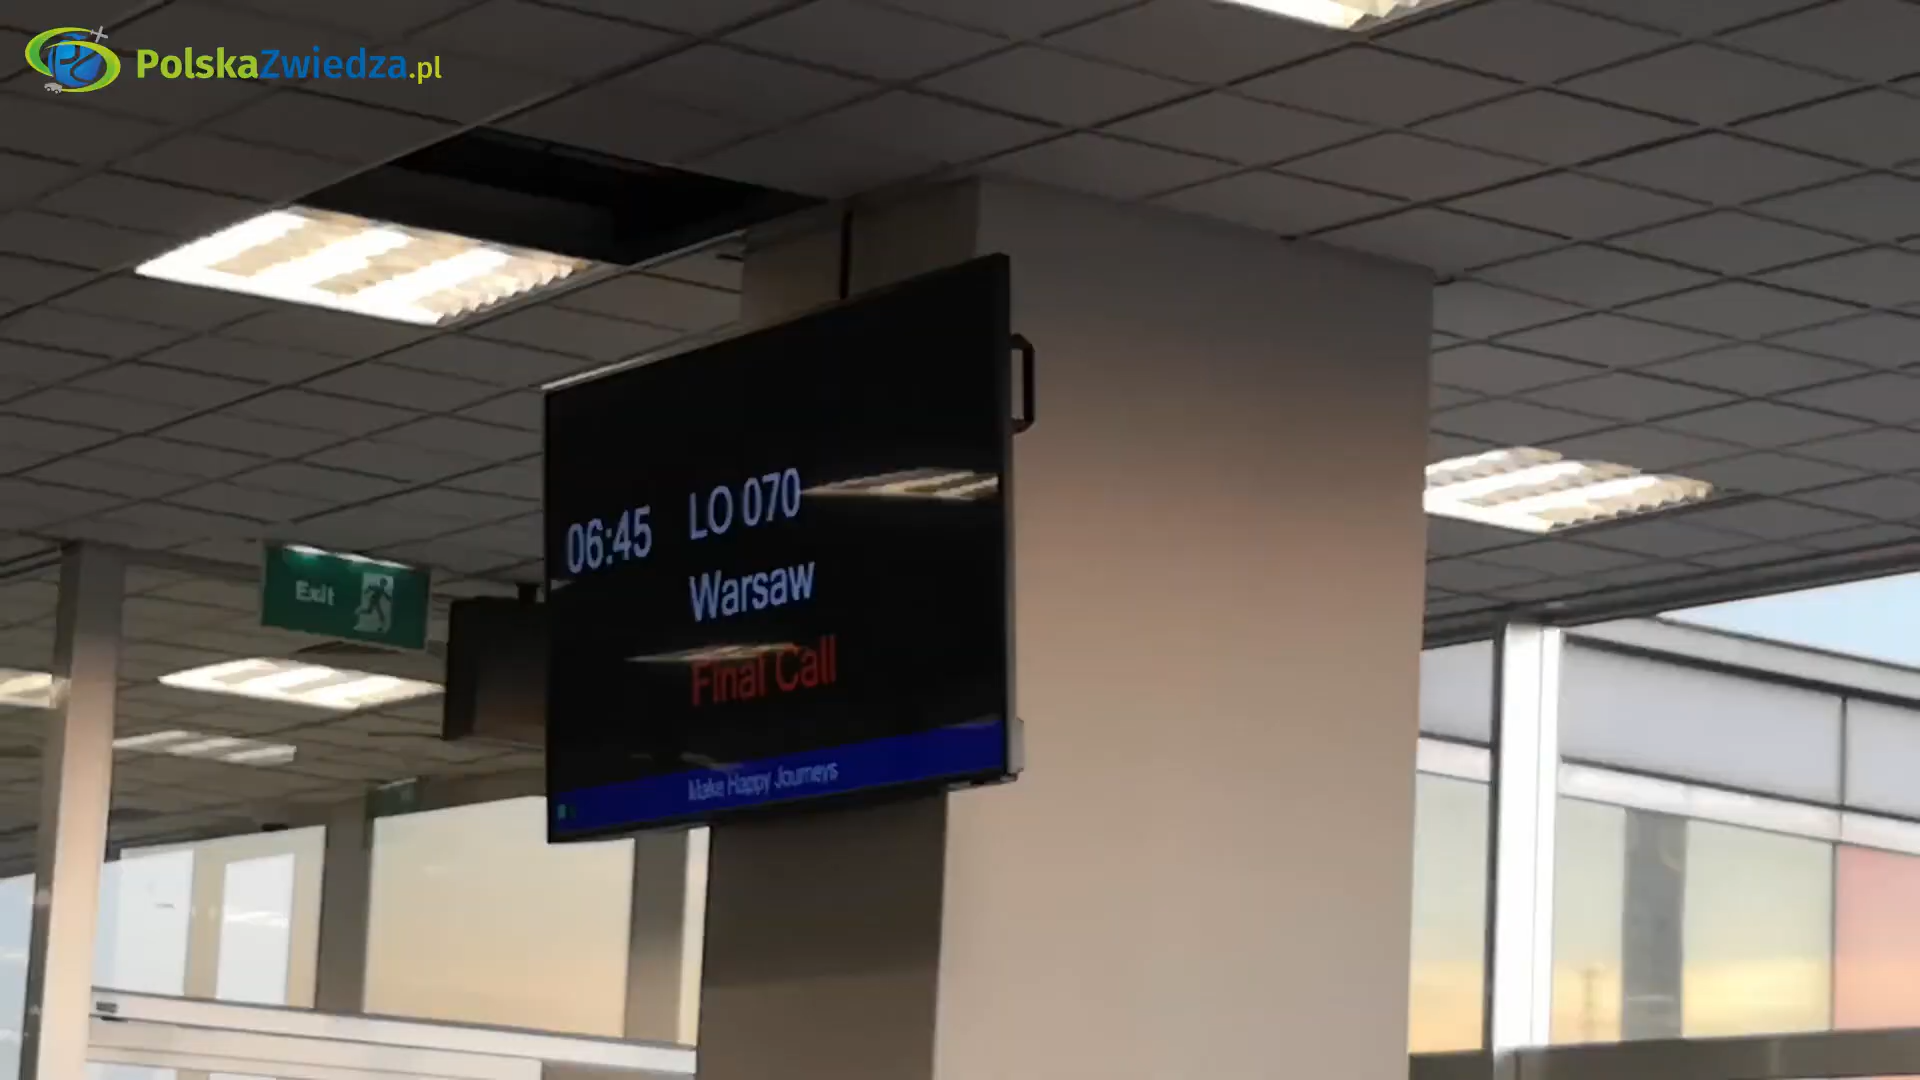 PolskaZwiedza.pl
06:45 LO 070
Warsaw
Final Call
Make Happy Journeys
Exit